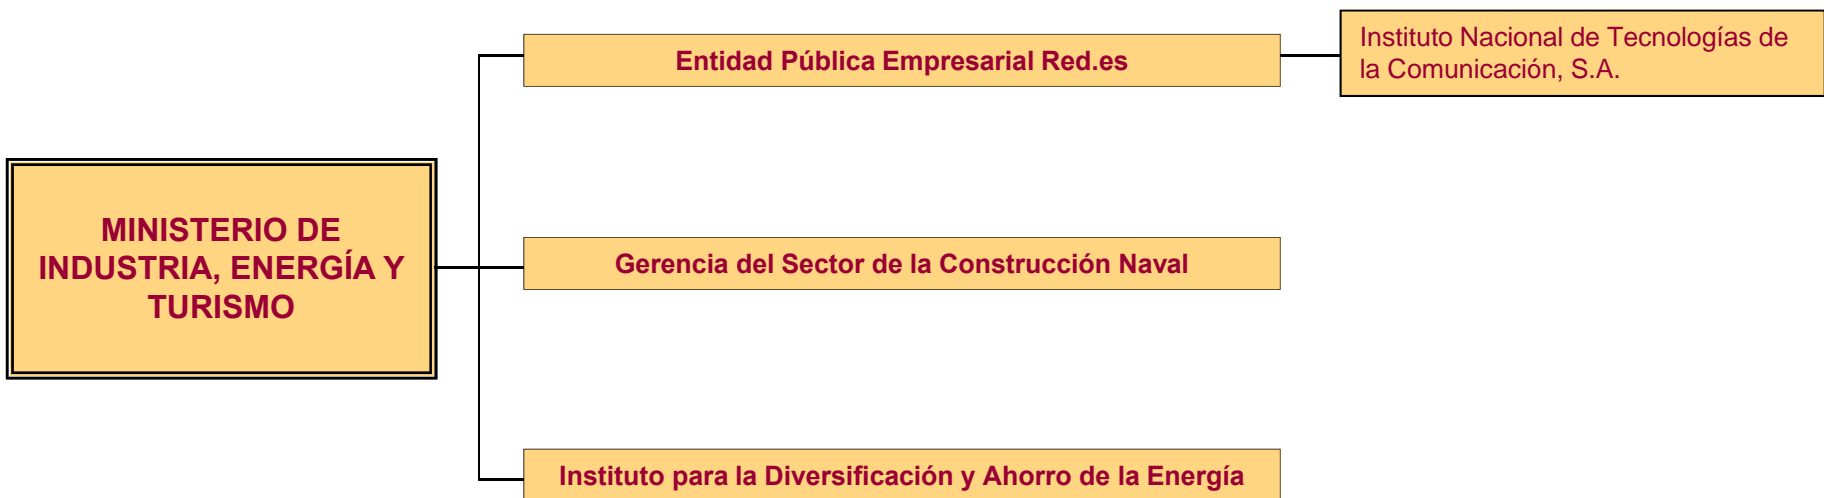 Entidad Pública Empresarial Red.es
Instituto Nacional de Tecnologías de
la Comunicación, S.A.
MINISTERIO DE
INDUSTRIA, ENERGÍA Y
TURISMO
Gerencia del Sector de la Construcción Naval
Instituto para la Diversificación y Ahorro de la Energía